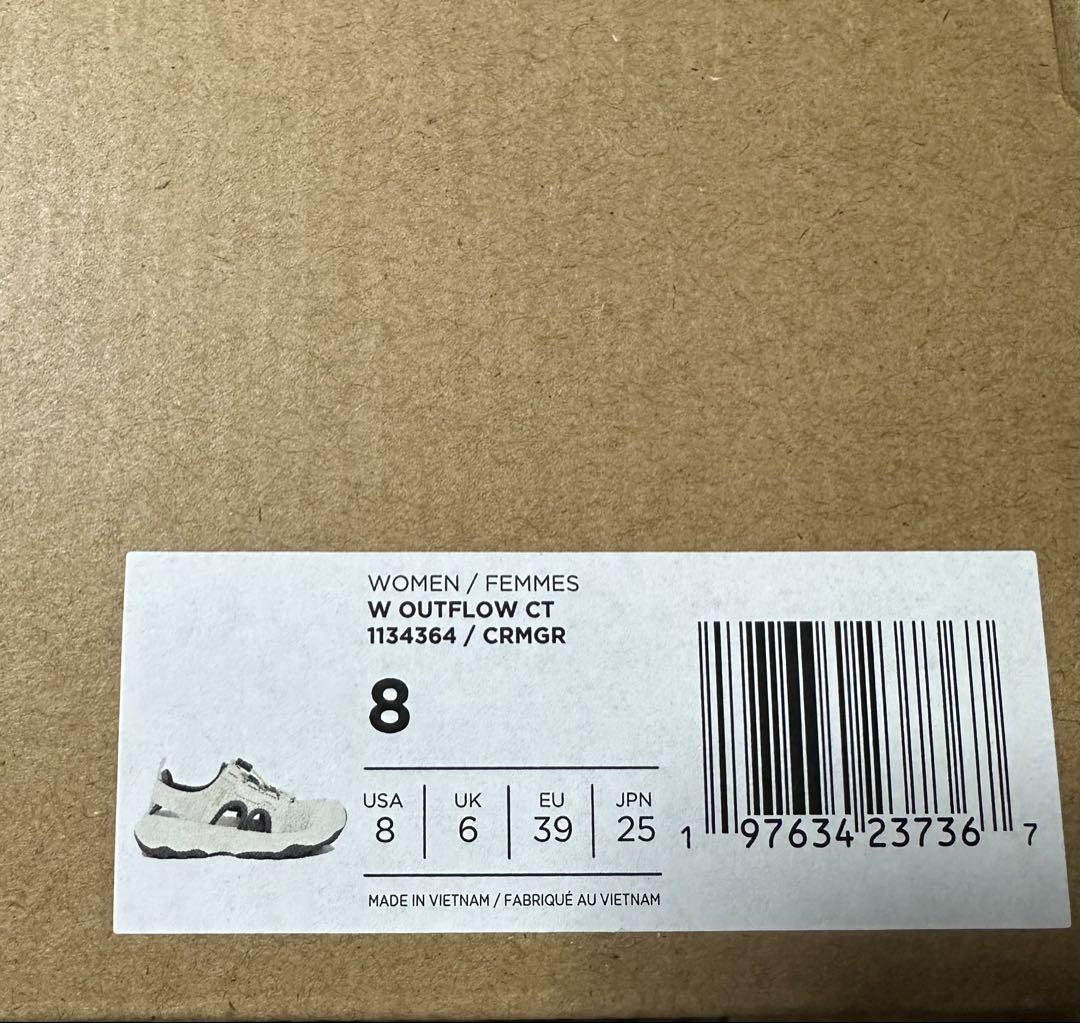 WOMEN / FEMMES
W OUTFLOW CT
1134364 / CRMGR
8
USA UK EU JPN
8 6 39 25
MADE IN VIETNAM / FABRIQUÉ AU VIETNAM
1 97634 23736 7